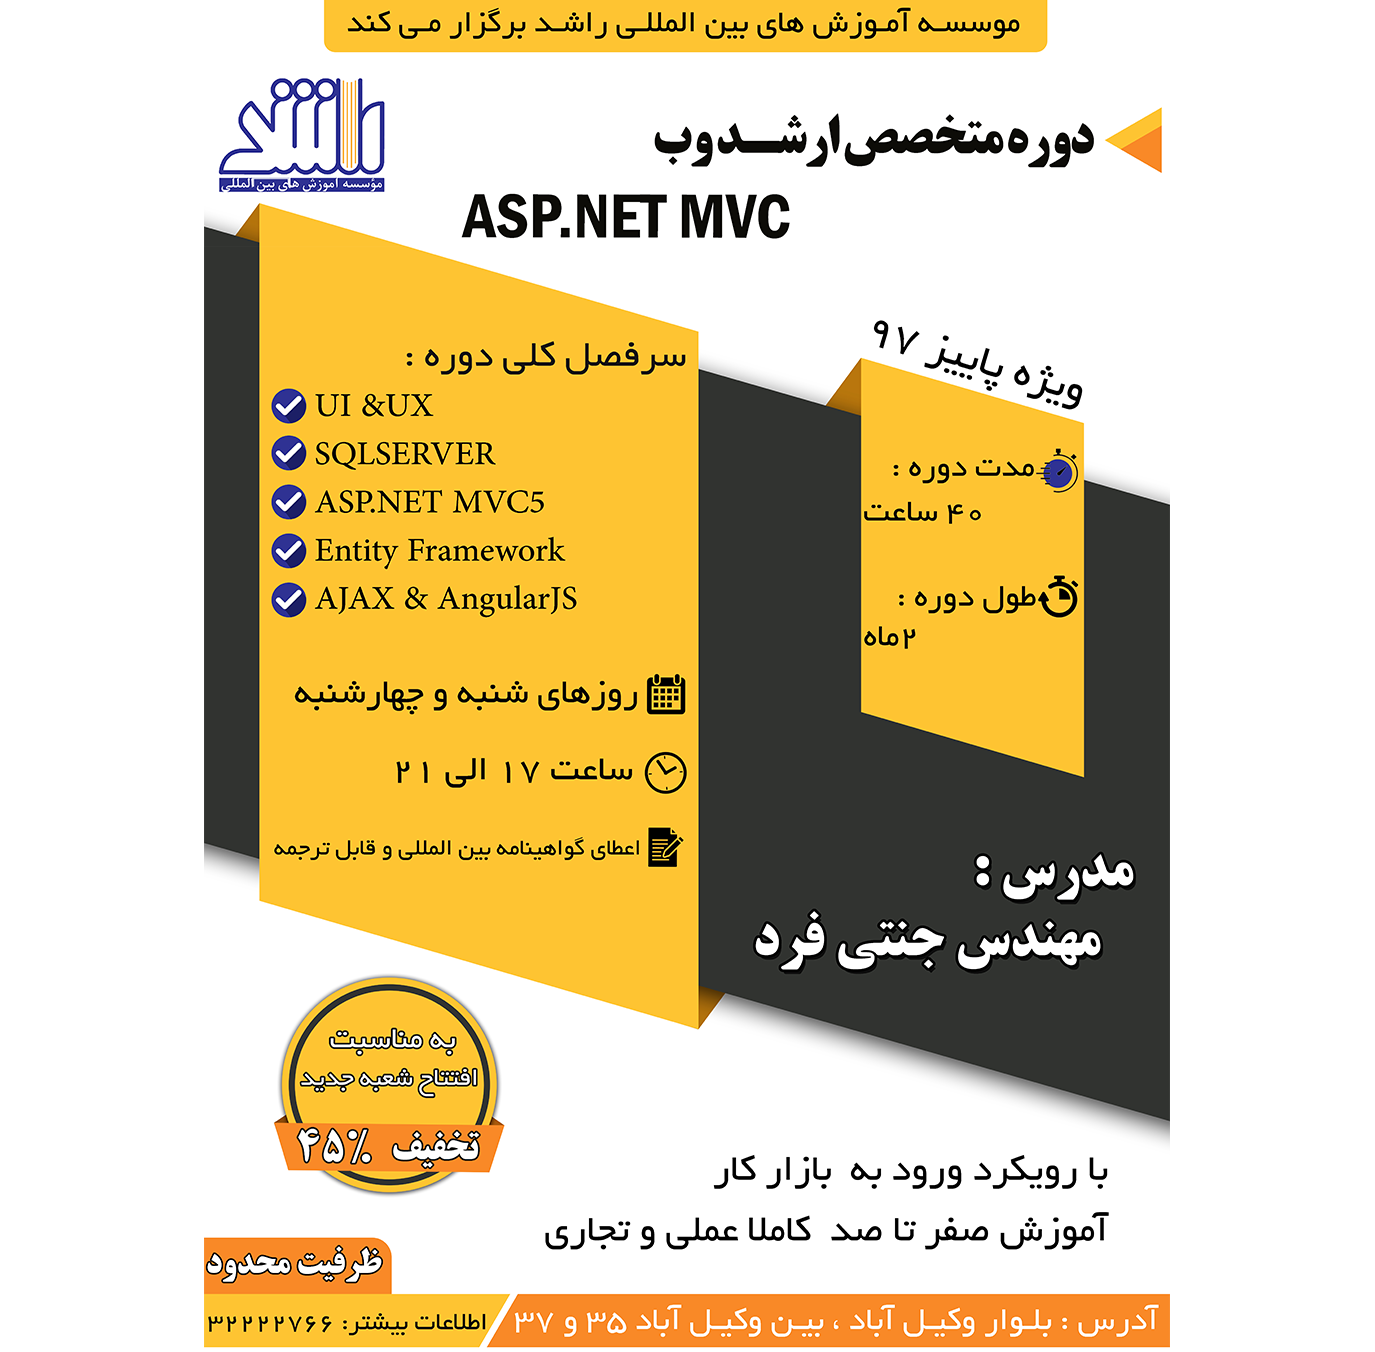 موسسه آموزش های بین المللی راشد برگزار می کند
راشد
مؤسسه آموزش های بین المللی
دوره متخصص ارشد وب
ASP.NET MVC
ویژه پاییز ۹۷
مدت دوره :
۴۰ ساعت
طول دوره :
۲ماه
سرفصل کلی دوره :
UI &UX
SQLSERVER
ASP.NET MVC5
Entity Framework
AJAX & AngularJS
روزهای شنبه و چهارشنبه
ساعت ۱۷ الی ۲۱
اعطای گواهینامه بین المللی و قابل ترجمه
مدرس :
مهندس جنتی فرد
به مناسبت
افتتاح شعبه جدید
تخفیف ۴۵٪
با رویکرد ورود به بازار کار
آموزش صفر تا صد کاملا عملی و تجاری
ظرفیت محدود
آدرس : بلوار وکیل آباد ، بین وکیل آباد ۳۵ و ۳۷
اطلاعات بیشتر: ۳۲۲۲۲۷۶۶